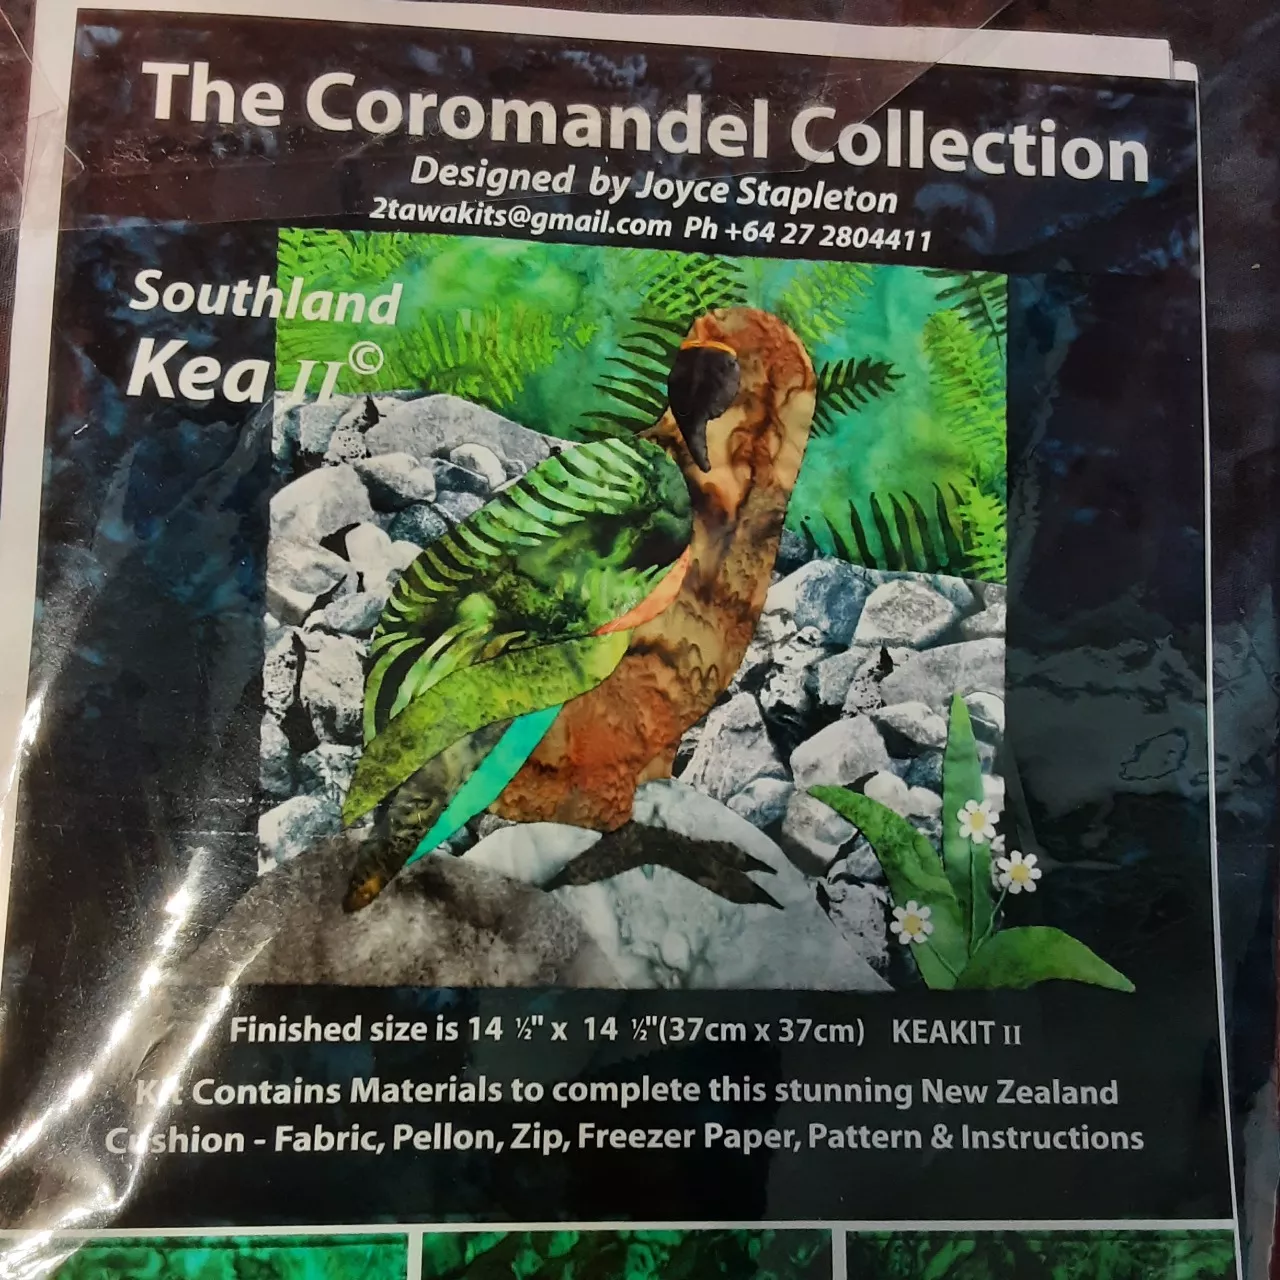 The Coromandel Collection
Designed by Joyce Stapleton
2tawakits@gmail.com Ph +64 27 2804411
Southland
Kea II ©
Finished size is 14 ½" x 14 ½"(37cm x 37cm) KEAKIT II
Kit Contains Materials to complete this stunning New Zealand
Cushion - Fabric, Pellon, Zip, Freezer Paper, Pattern & Instructions